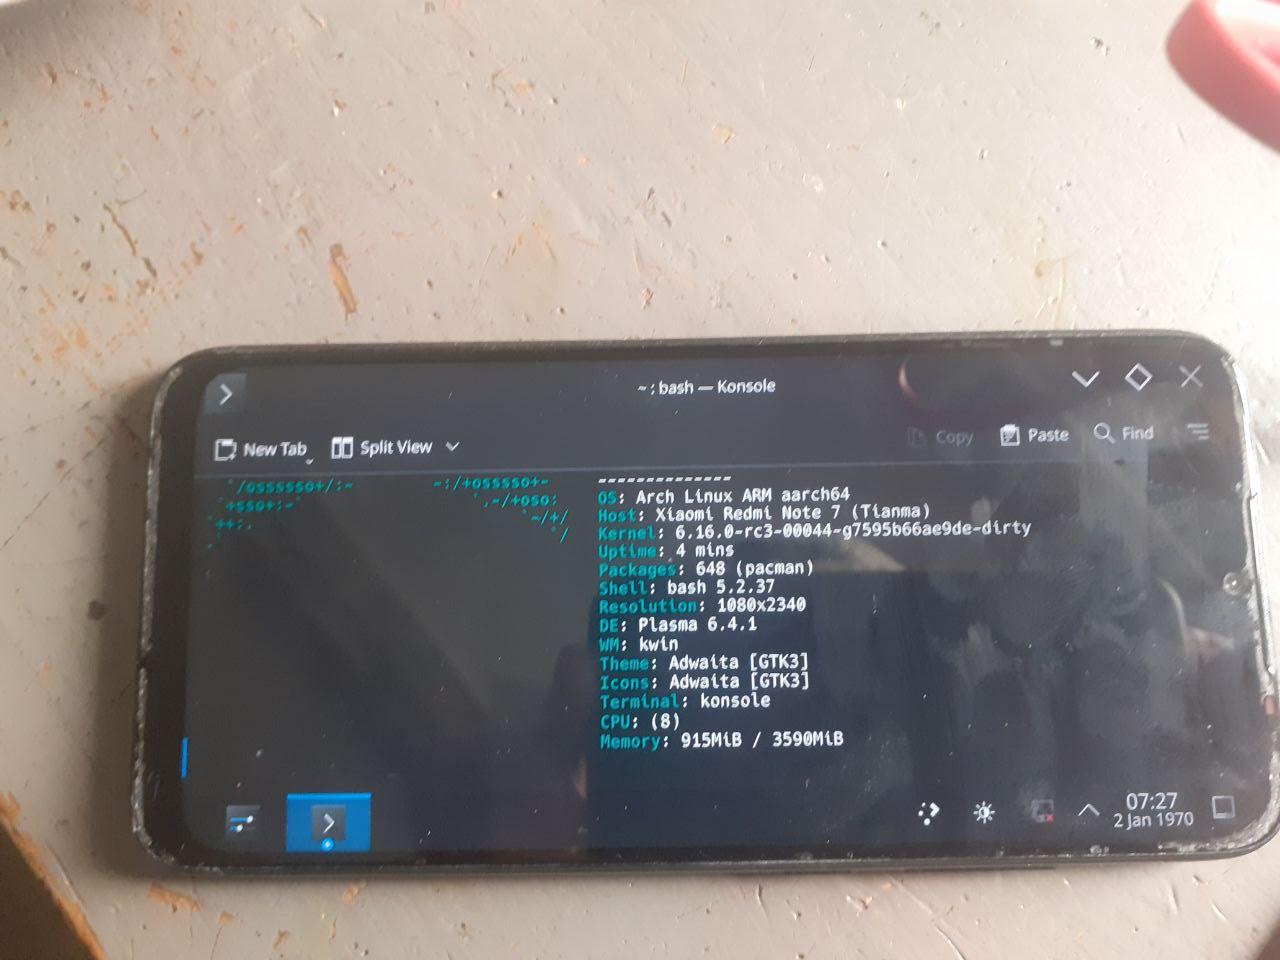 ~ : bash — Konsole
New Tab
Split View
Copy
Paste
Find
`/ossssso+/:-        -:/+osssso+-
--------------
OS: Arch Linux ARM aarch64
Host: Xiaomi Redmi Note 7 (Tianma)
Kernel: 6.16.0-rc3-00044-g7595b66ae9de-dirty
Uptime: 4 mins
Packages: 648 (pacman)
Shell: bash 5.2.37
Resolution: 1080x2340
DE: Plasma 6.4.1
WM: kwin
Theme: Adwaita [GTK3]
Icons: Adwaita [GTK3]
Terminal: konsole
CPU: (8)
Memory: 915MiB / 3590MiB
07:27
2 Jan 1970